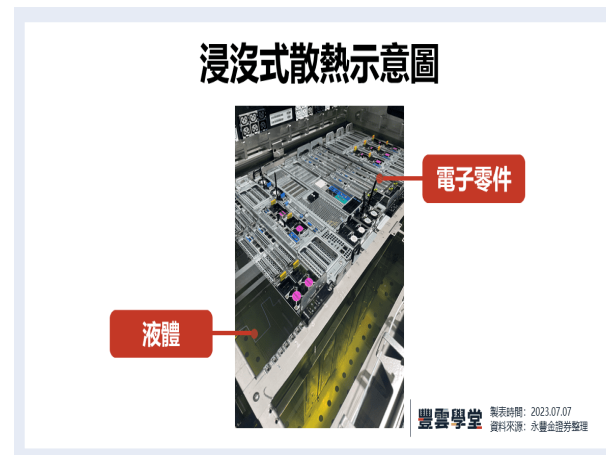 浸沒式散熱示意圖
電子零件
液體
豐雲學堂
製表時間：2023.07.07
資料來源：永豐金證券整理